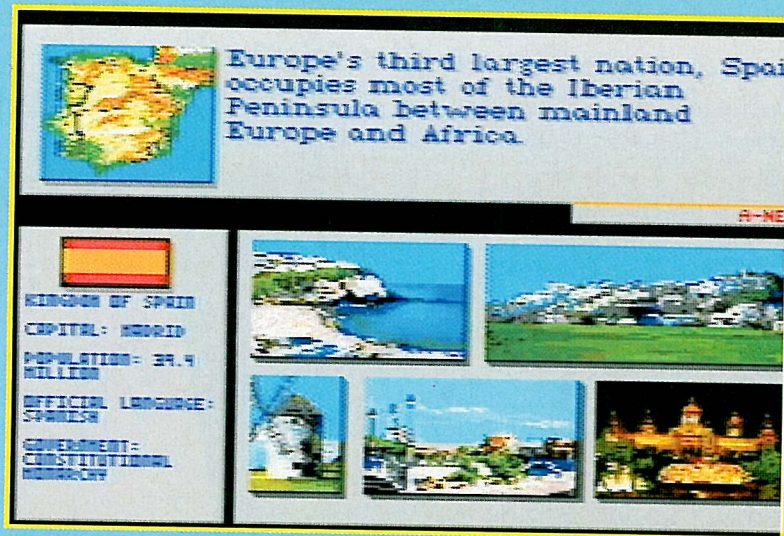 Europe's third largest nation, Spai
occupies most of the Iberian
Peninsula between mainland
Europe and Africa.
A-NE
KINGDOM OF SPAIN
CAPITAL: MADRID
POPULATION: 39.4
MILLION
OFFICIAL LANGUAGE:
SPANISH
GOVERNMENT:
CONSTITUTIONAL
MONARCHY